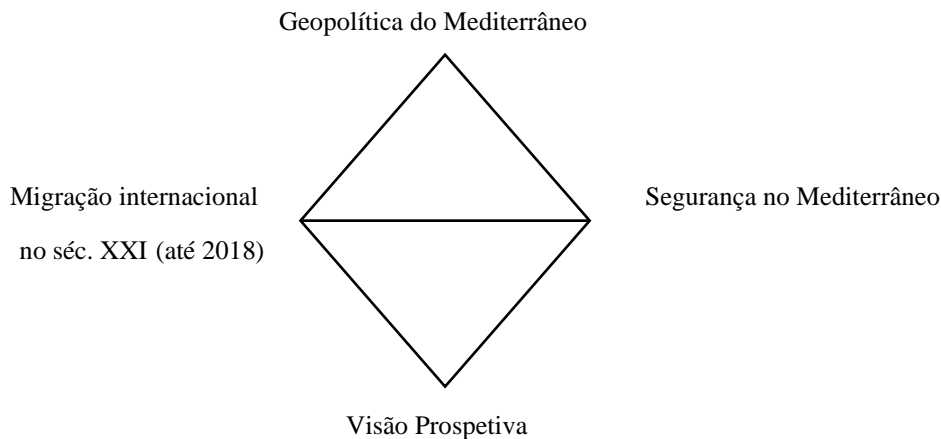 Geopolítica do Mediterrâneo
Migração internacional
no séc. XXI (até 2018)
Segurança no Mediterrâneo
Visão Prospetiva